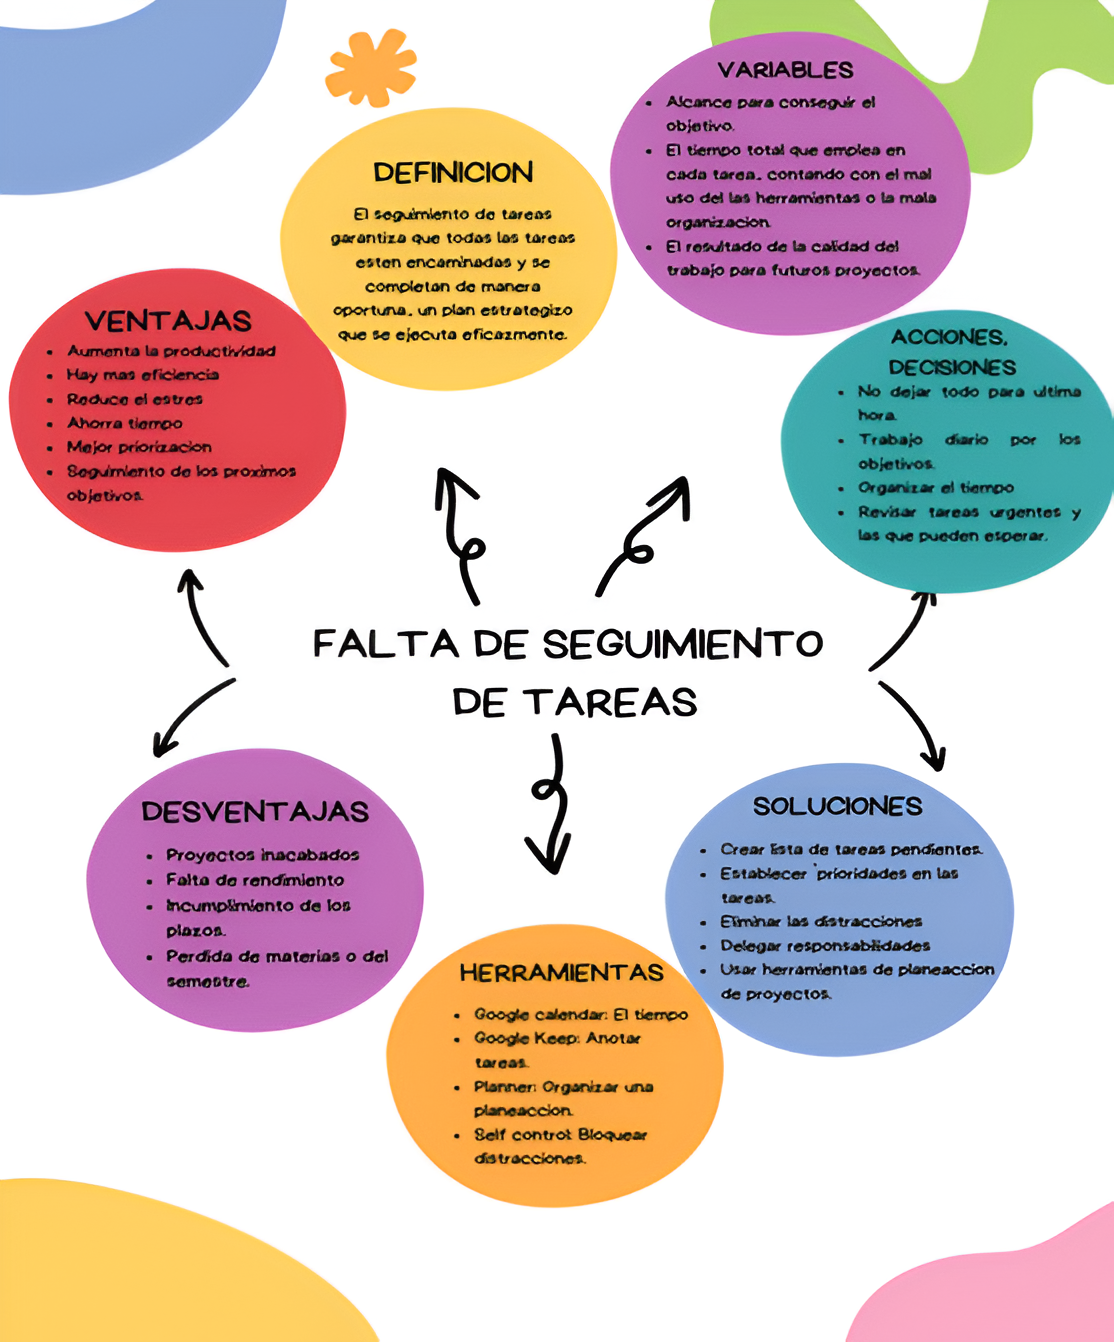 FALTA DE SEGUIMIENTO
DE TAREAS
DEFINICION
El seguimiento de tareas
garantiza que todas las tareas
esten encaminadas y se
completan de manera
oportuna, un plan estrategizo
que se ejecuta eficazmente.
VARIABLES
• Alcance para conseguir el
objetivo.
• El tiempo total que emplea en
cada tarea, contando con el mal
uso del las herramientas o la mala
organizacion.
• El resultado de la calidad del
trabajo para futuros proyectos.
VENTAJAS
• Aumenta la productividad
• Hay mas eficiencia
• Reduce el estres
• Ahorra tiempo
• Mejor priorizacion
• Seguimiento de los proximos
objetivos.
ACCIONES,
DECISIONES
• No dejar todo para ultima
hora.
• Trabajo diario por los
objetivos.
• Organizar el tiempo
• Revisar tareas urgentes y
las que pueden esperar.
DESVENTAJAS
• Proyectos inacabados
• Falta de rendimiento
• Incumplimiento de los
plazos.
• Perdida de materias o del
semestre.
SOLUCIONES
• Crear lista de tareas pendientes.
• Establecer prioridades en las
tareas.
• Eliminar las distracciones
• Delegar responsabilidades
• Usar herramientas de planeaccion
de proyectos.
HERRAMIENTAS
• Google calendar: El tiempo
• Google Keep: Anotar
tareas.
• Planner: Organizar una
planeaccion.
• Self control: Bloquear
distracciones.